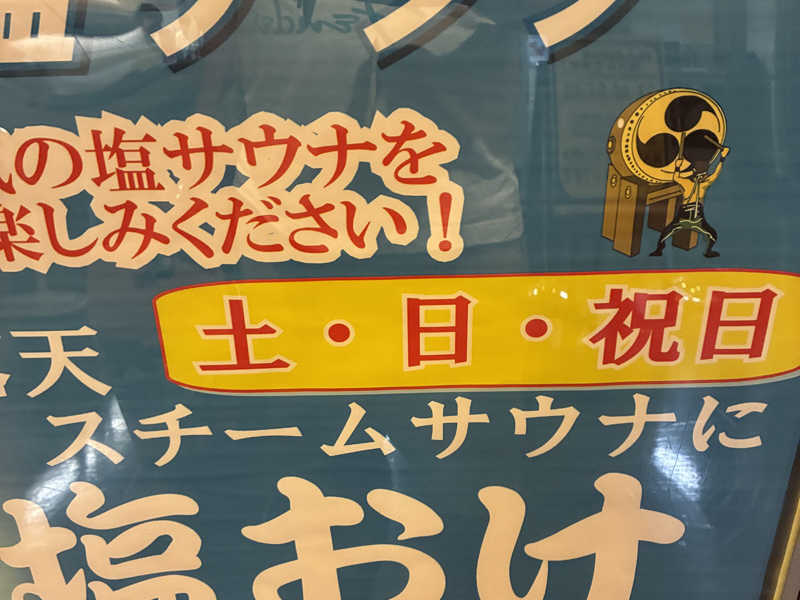 の塩サウナを
楽しみください！
土・日・祝日
天
スチームサウナに
塩おけ